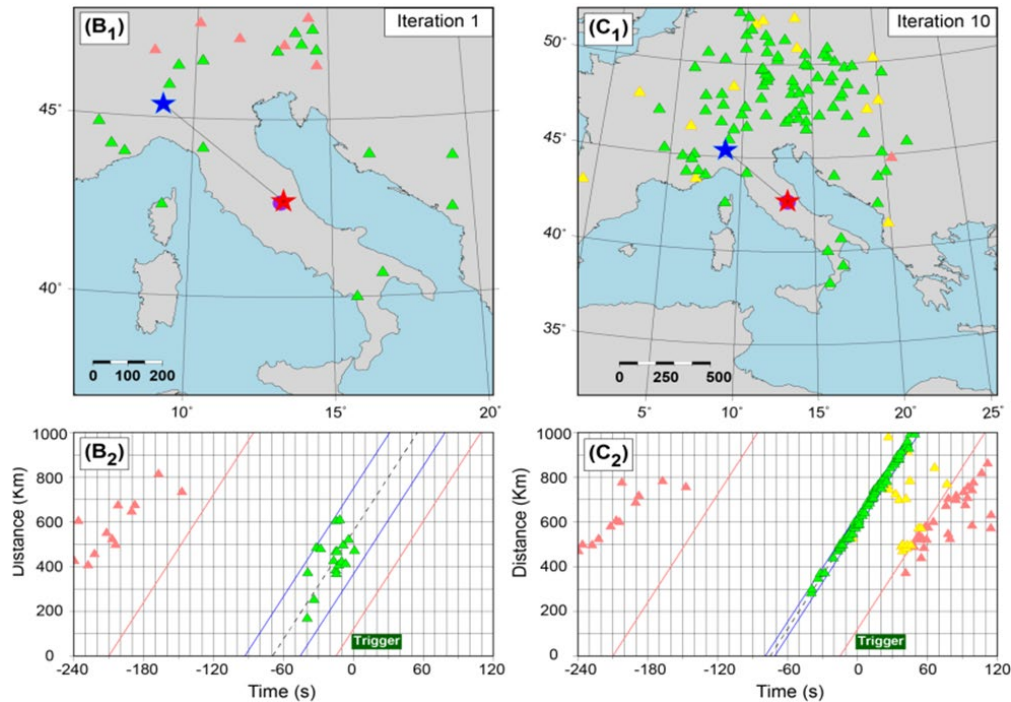 (B1)
Iteration 1
45°
40°
0 100 200
10°
15°
20°
(C1)
Iteration 10
50°
45°
40°
35°
0 250 500
5°
10°
15°
20°
25°
(B2)
Distance (Km)
1000
800
600
400
200
0
Trigger
-240 -180 -120 -60 0 60 120
Time (s)
(C2)
Distance (Km)
1000
800
600
400
200
0
Trigger
-240 -180 -120 -60 0 60 120
Time (s)